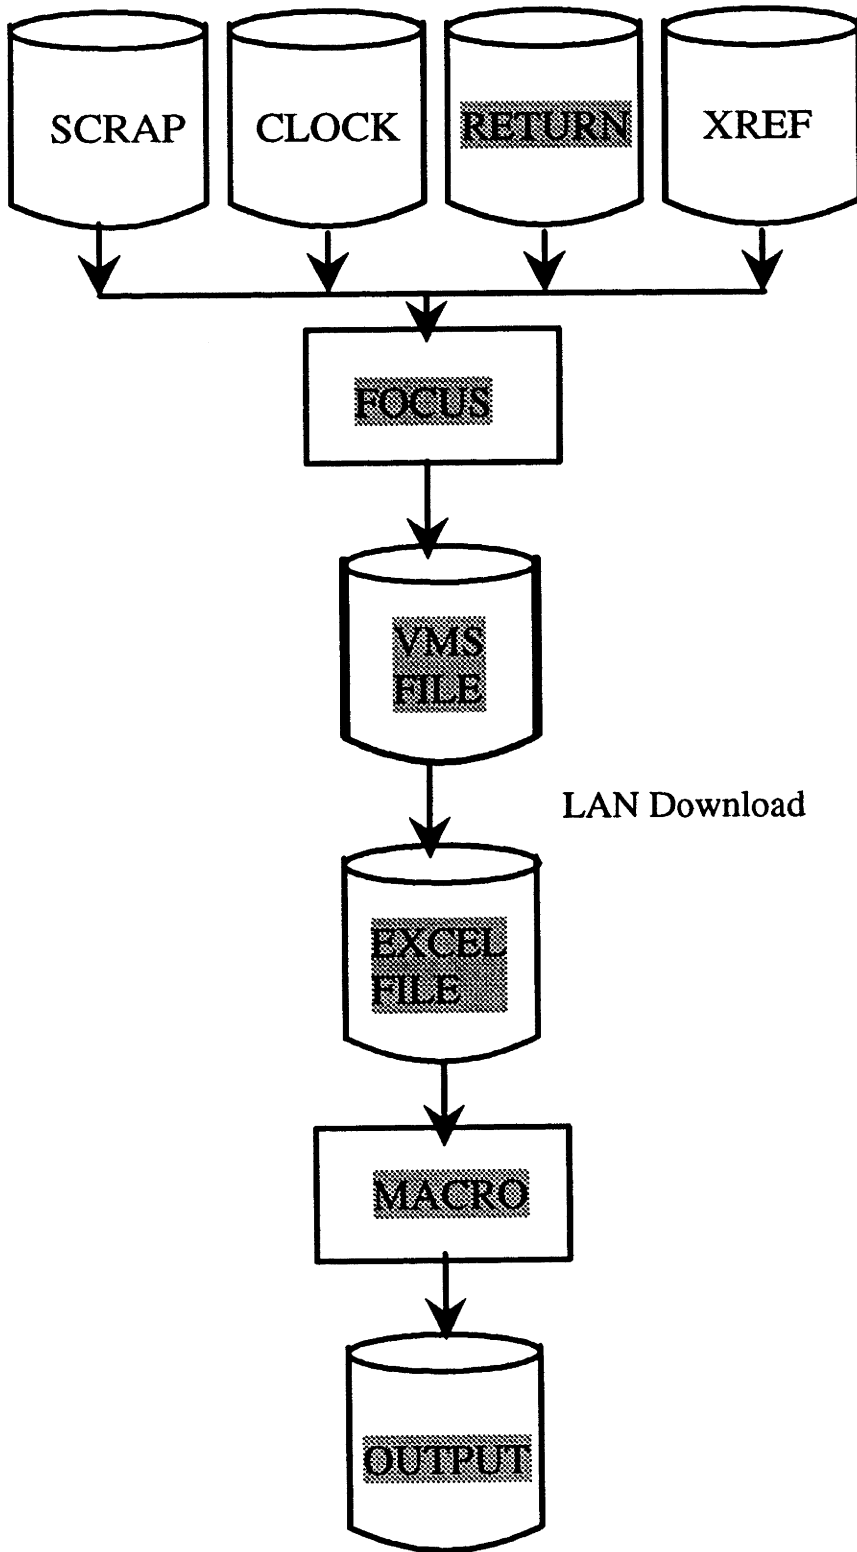 SCRAP
CLOCK
RETURN
XREF
FOCUS
VMS
FILE
LAN Download
EXCEL
FILE
MACRO
OUTPUT